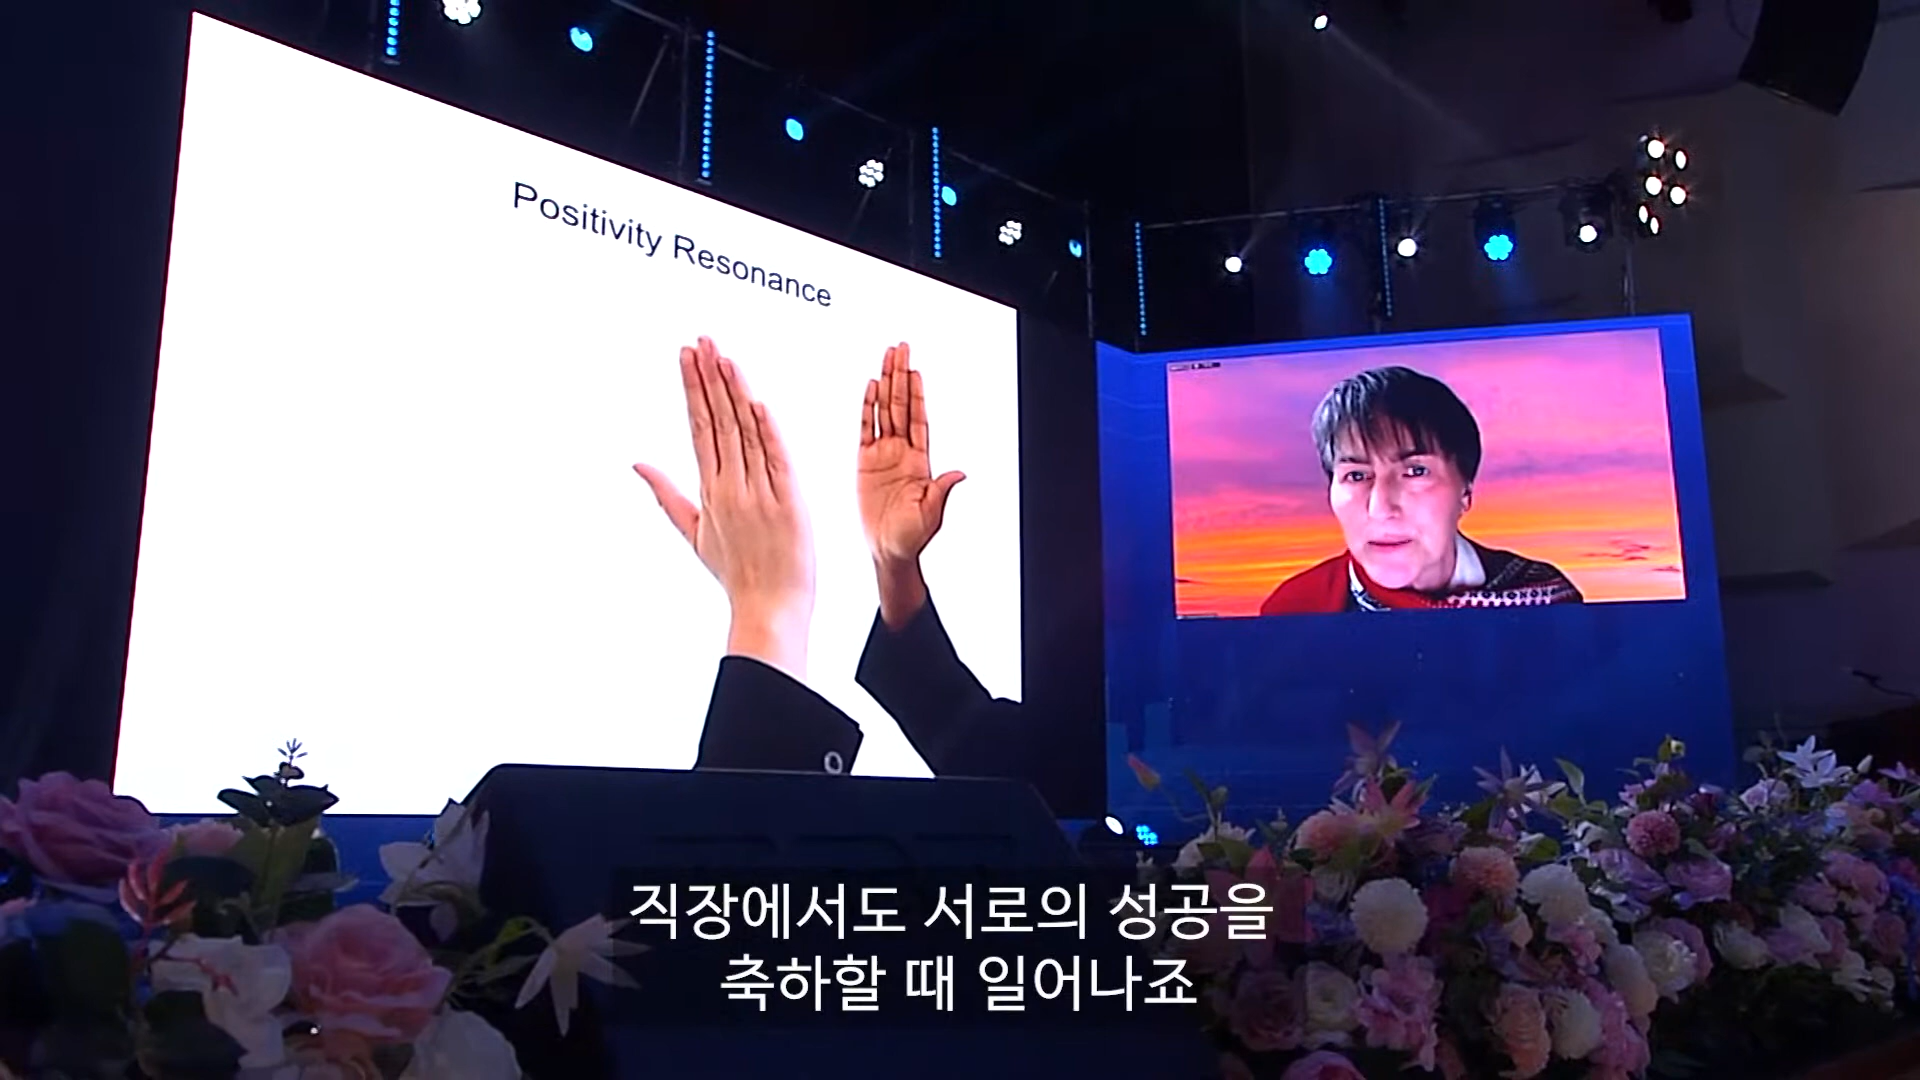 Positivity Resonance
직장에서도 서로의 성공을
축하할 때 일어나죠